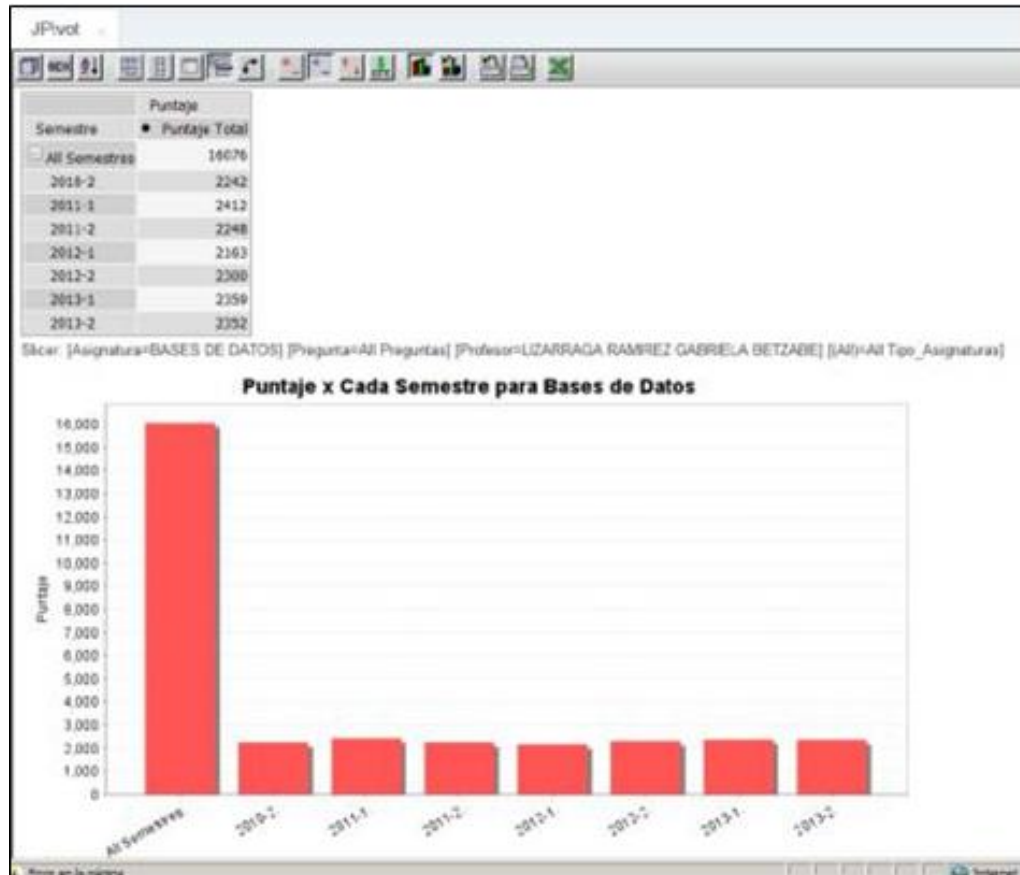 JPivot
Puntaje
Semestre Puntaje Total
All Semestres 16076
2010-2 2242
2011-1 2412
2011-2 2248
2012-1 2163
2012-2 2300
2013-1 2359
2013-2 2352
Slicer: [Asignatura=BASES DE DATOS] [Pregunta=All Preguntas] [Profesor=LIZARRAGA RAMIREZ GABRIELA BETZABE] [(All)=All Tipo_Asignaturas]
Puntaje x Cada Semestre para Bases de Datos
16,000
15,000
14,000
13,000
12,000
11,000
10,000
9,000
8,000
7,000
6,000
5,000
4,000
3,000
2,000
1,000
0
Puntaje
All Semestres 2010-2. 2011-1. 2011-2. 2012-1. 2012-2 2013-1. 2013-2
Error en la página. Internet